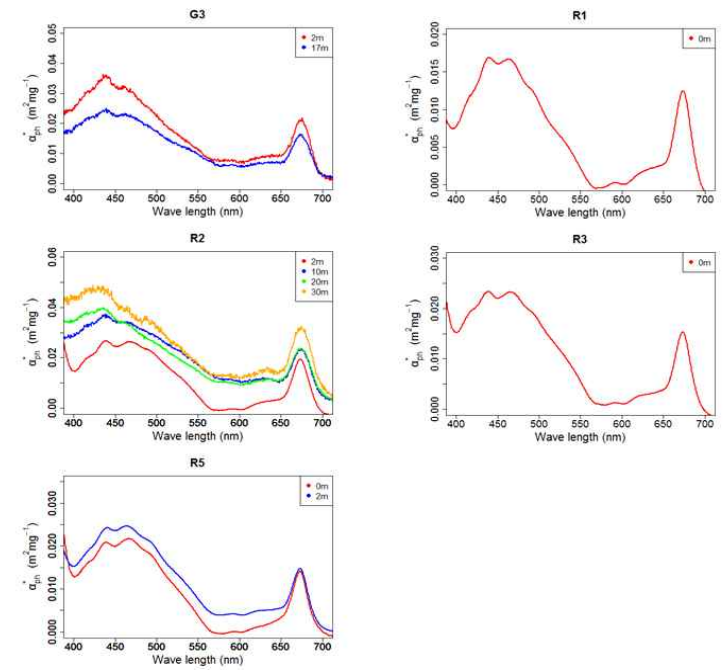 G3
α*ph (m²mg⁻¹)
0.00 0.01 0.02 0.03 0.04 0.05
2m
17m
400 450 500 550 600 650 700
Wave length (nm)
R1
α*ph (m²mg⁻¹)
0.000 0.005 0.010 0.015 0.020
0m
400 450 500 550 600 650 700
Wave length (nm)
R2
α*ph (m²mg⁻¹)
0.00 0.02 0.04 0.06
2m
10m
20m
30m
400 450 500 550 600 650 700
Wave length (nm)
R3
α*ph (m²mg⁻¹)
0.000 0.010 0.020 0.030
0m
400 450 500 550 600 650 700
Wave length (nm)
R5
α*ph (m²mg⁻¹)
0.000 0.010 0.020 0.030
0m
2m
400 450 500 550 600 650 700
Wave length (nm)